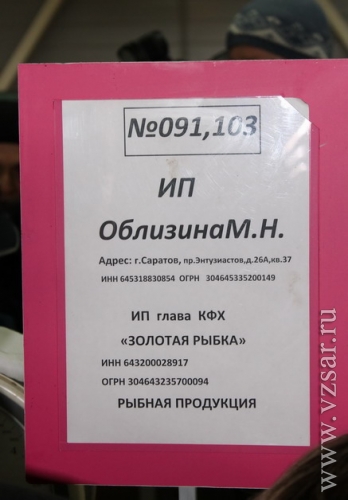 №091,103
ИП
ОблизинаМ.Н.
Адрес: г.Саратов, пр.Энтузиастов,д.26А,кв.37
ИНН 645318830854 ОГРН 304645335200149
ИП глава КФХ
«ЗОЛОТАЯ РЫБКА»
ИНН 643200028917
ОГРН 304643235700094
РЫБНАЯ ПРОДУКЦИЯ
© www.vzsar.ru